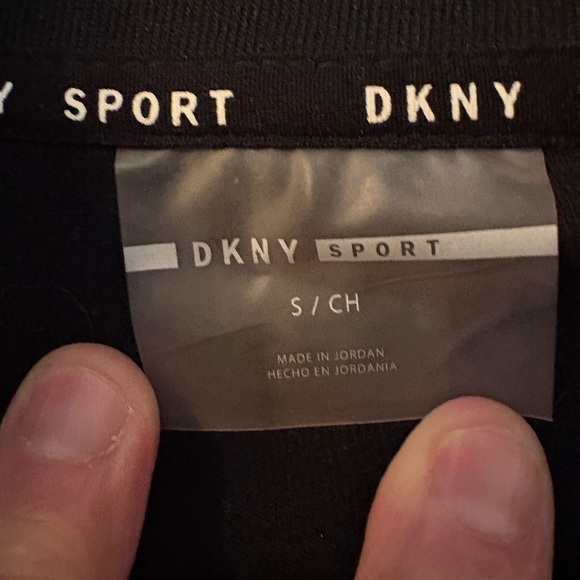 Y SPORT DKNY
DKNY SPORT
S / CH
MADE IN JORDAN
HECHO EN JORDANIA